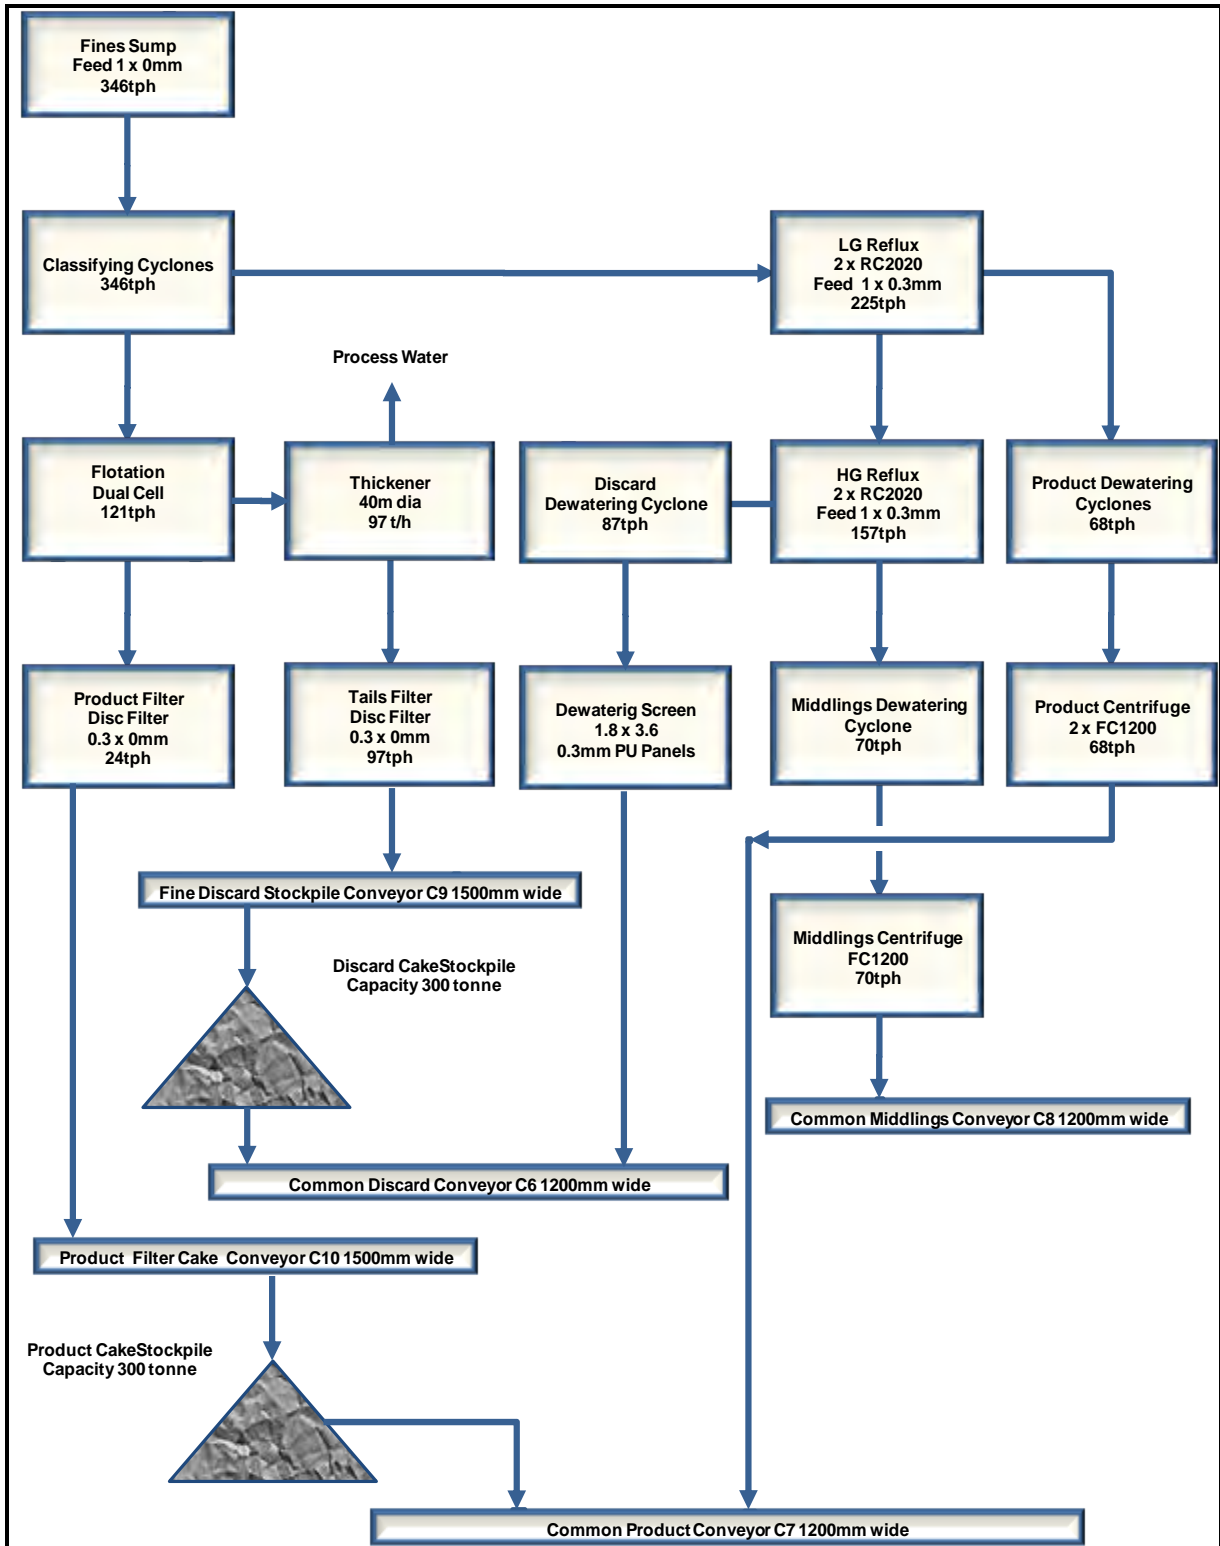 Fines Sump
Feed 1 x 0mm
346tph
Classifying Cyclones
346tph
LG Reflux
2 x RC2020
Feed 1 x 0.3mm
225tph
Process Water
Flotation
Dual Cell
121tph
Thickener
40m dia
97 t/h
Discard
Dewatering Cyclone
87tph
HG Reflux
2 x RC2020
Feed 1 x 0.3mm
157tph
Product Dewatering
Cyclones
68tph
Product Filter
Disc Filter
0.3 x 0mm
24tph
Tails Filter
Disc Filter
0.3 x 0mm
97tph
Dewaterig Screen
1.8 x 3.6
0.3mm PU Panels
Middlings Dewatering
Cyclone
70tph
Product Centrifuge
2 x FC1200
68tph
Fine Discard Stockpile Conveyor C9 1500mm wide
Middlings Centrifuge
FC1200
70tph
Discard CakeStockpile
Capacity 300 tonne
Common Middlings Conveyor C8 1200mm wide
Common Discard Conveyor C6 1200mm wide
Product Filter Cake Conveyor C10 1500mm wide
Product CakeStockpile
Capacity 300 tonne
Common Product Conveyor C7 1200mm wide